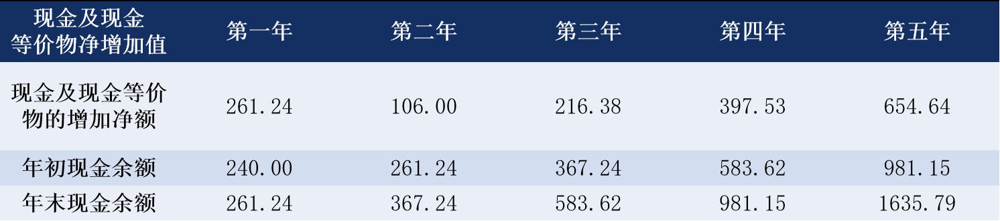 现金及现金
等价物净增加值 第一年 第二年 第三年 第四年 第五年
现金及现金等价
物的增加净额 261.24 106.00 216.38 397.53 654.64
年初现金余额 240.00 261.24 367.24 583.62 981.15
年末现金余额 261.24 367.24 583.62 981.15 1635.79